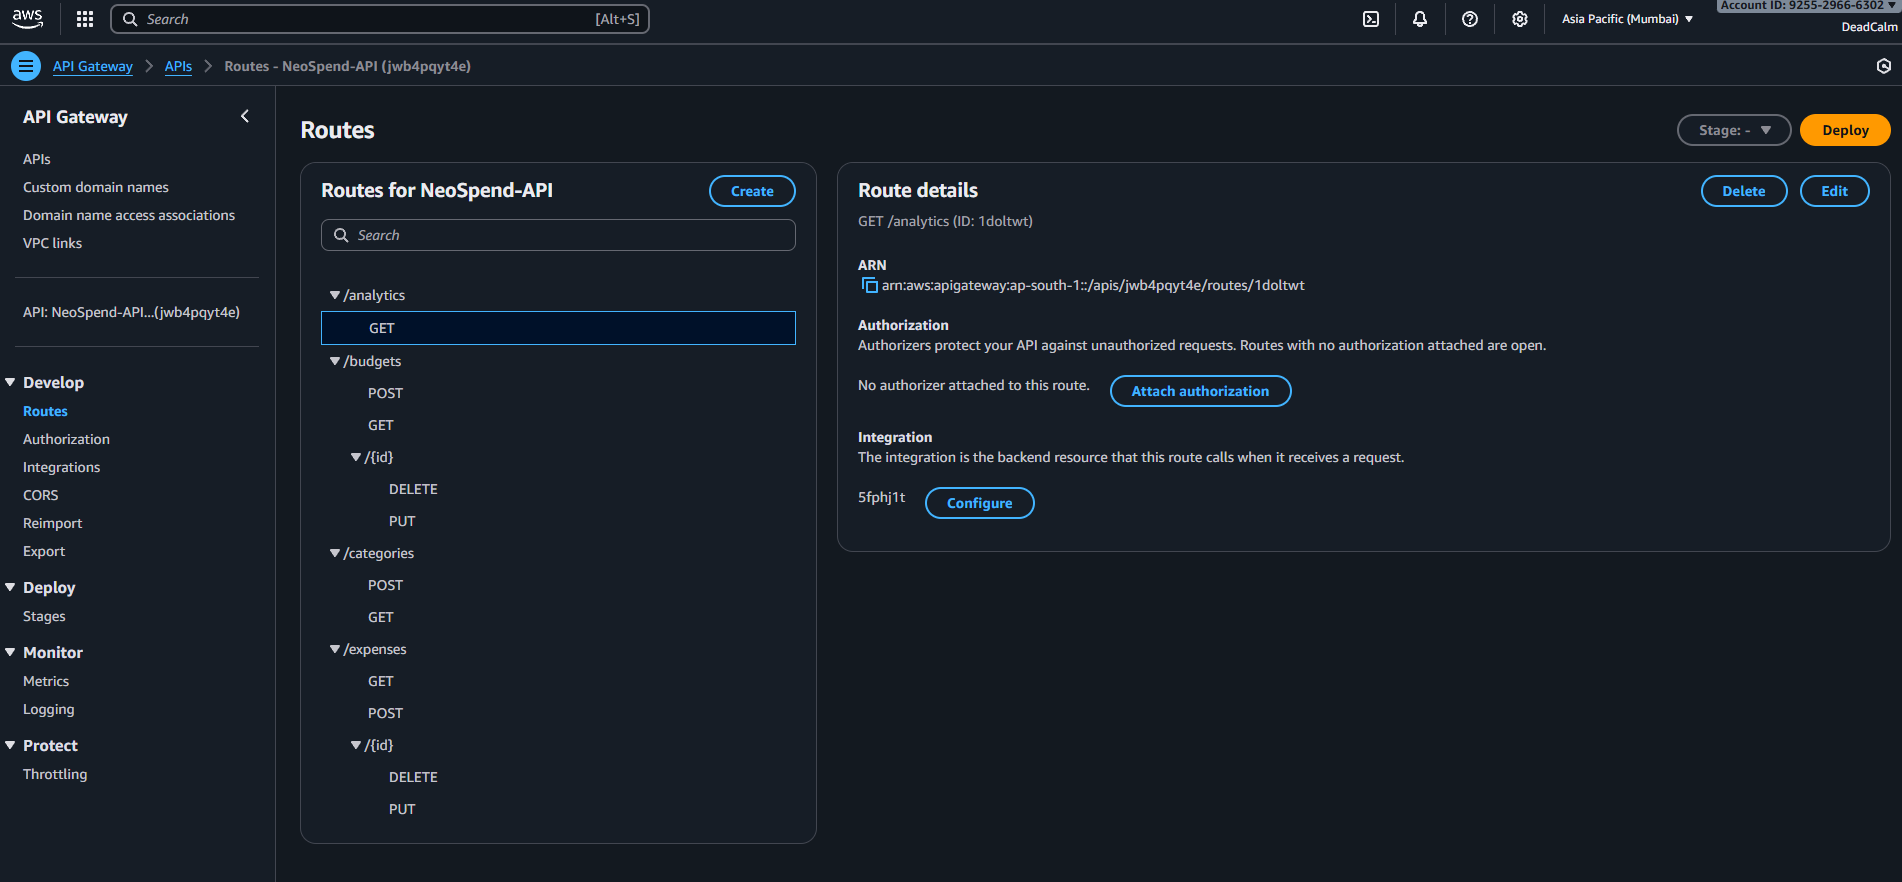 aws
Search
[Alt+S]
Asia Pacific (Mumbai)
Account ID: 9255-2966-6302
DeadCalm
API Gateway
APIs
Routes - NeoSpend-API (jwb4pqyt4e)
API Gateway
APIs
Custom domain names
Domain name access associations
VPC links
API: NeoSpend-API...(jwb4pqyt4e)
Develop
Routes
Authorization
Integrations
CORS
Reimport
Export
Deploy
Stages
Monitor
Metrics
Logging
Protect
Throttling
Routes
Stage: -
Deploy
Routes for NeoSpend-API
Create
Search
/analytics
GET
/budgets
POST
GET
/{id}
DELETE
PUT
/categories
POST
GET
/expenses
GET
POST
/{id}
DELETE
PUT
Route details
Delete
Edit
GET /analytics (ID: 1doltwt)
ARN
arn:aws:apigateway:ap-south-1::/apis/jwb4pqyt4e/routes/1doltwt
Authorization
Authorizers protect your API against unauthorized requests. Routes with no authorization attached are open.
No authorizer attached to this route.
Attach authorization
Integration
The integration is the backend resource that this route calls when it receives a request.
5fphj1t
Configure